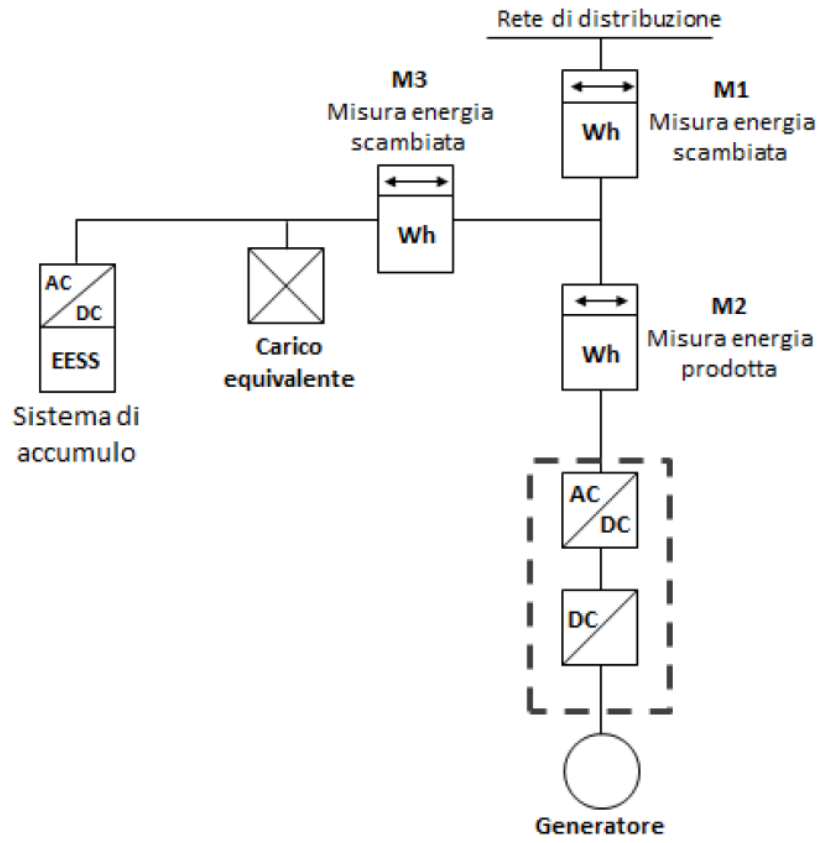 Rete di distribuzione
M3
Misura energia
scambiata
Wh
M1
Misura energia
scambiata
Wh
AC
DC
EESS
Sistema di
accumulo
Carico
equivalente
Wh
M2
Misura energia
prodotta
AC
DC
DC
Generatore